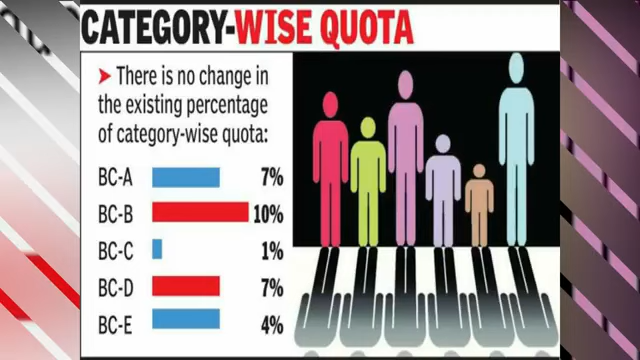 CATEGORY-WISE QUOTA
There is no change in
the existing percentage
of category-wise quota:
BC-A 7%
BC-B 10%
BC-C 1%
BC-D 7%
BC-E 4%